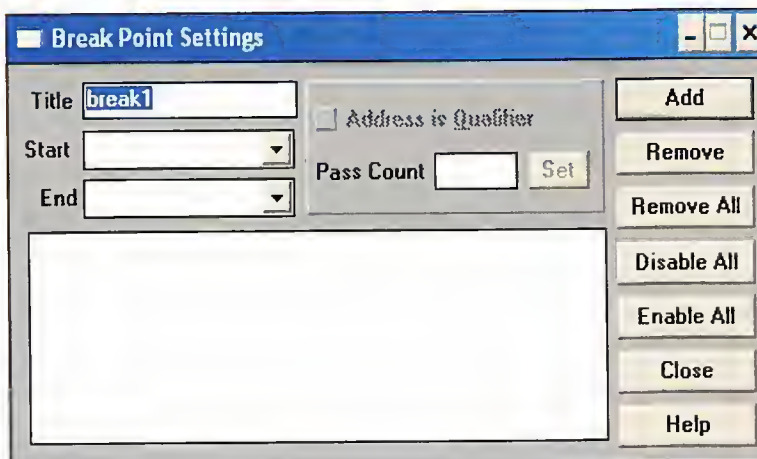 Break Point Settings
Title break1
Start
End
Address is Qualifier
Pass Count Set
Add
Remove
Remove All
Disable All
Enable All
Close
Help